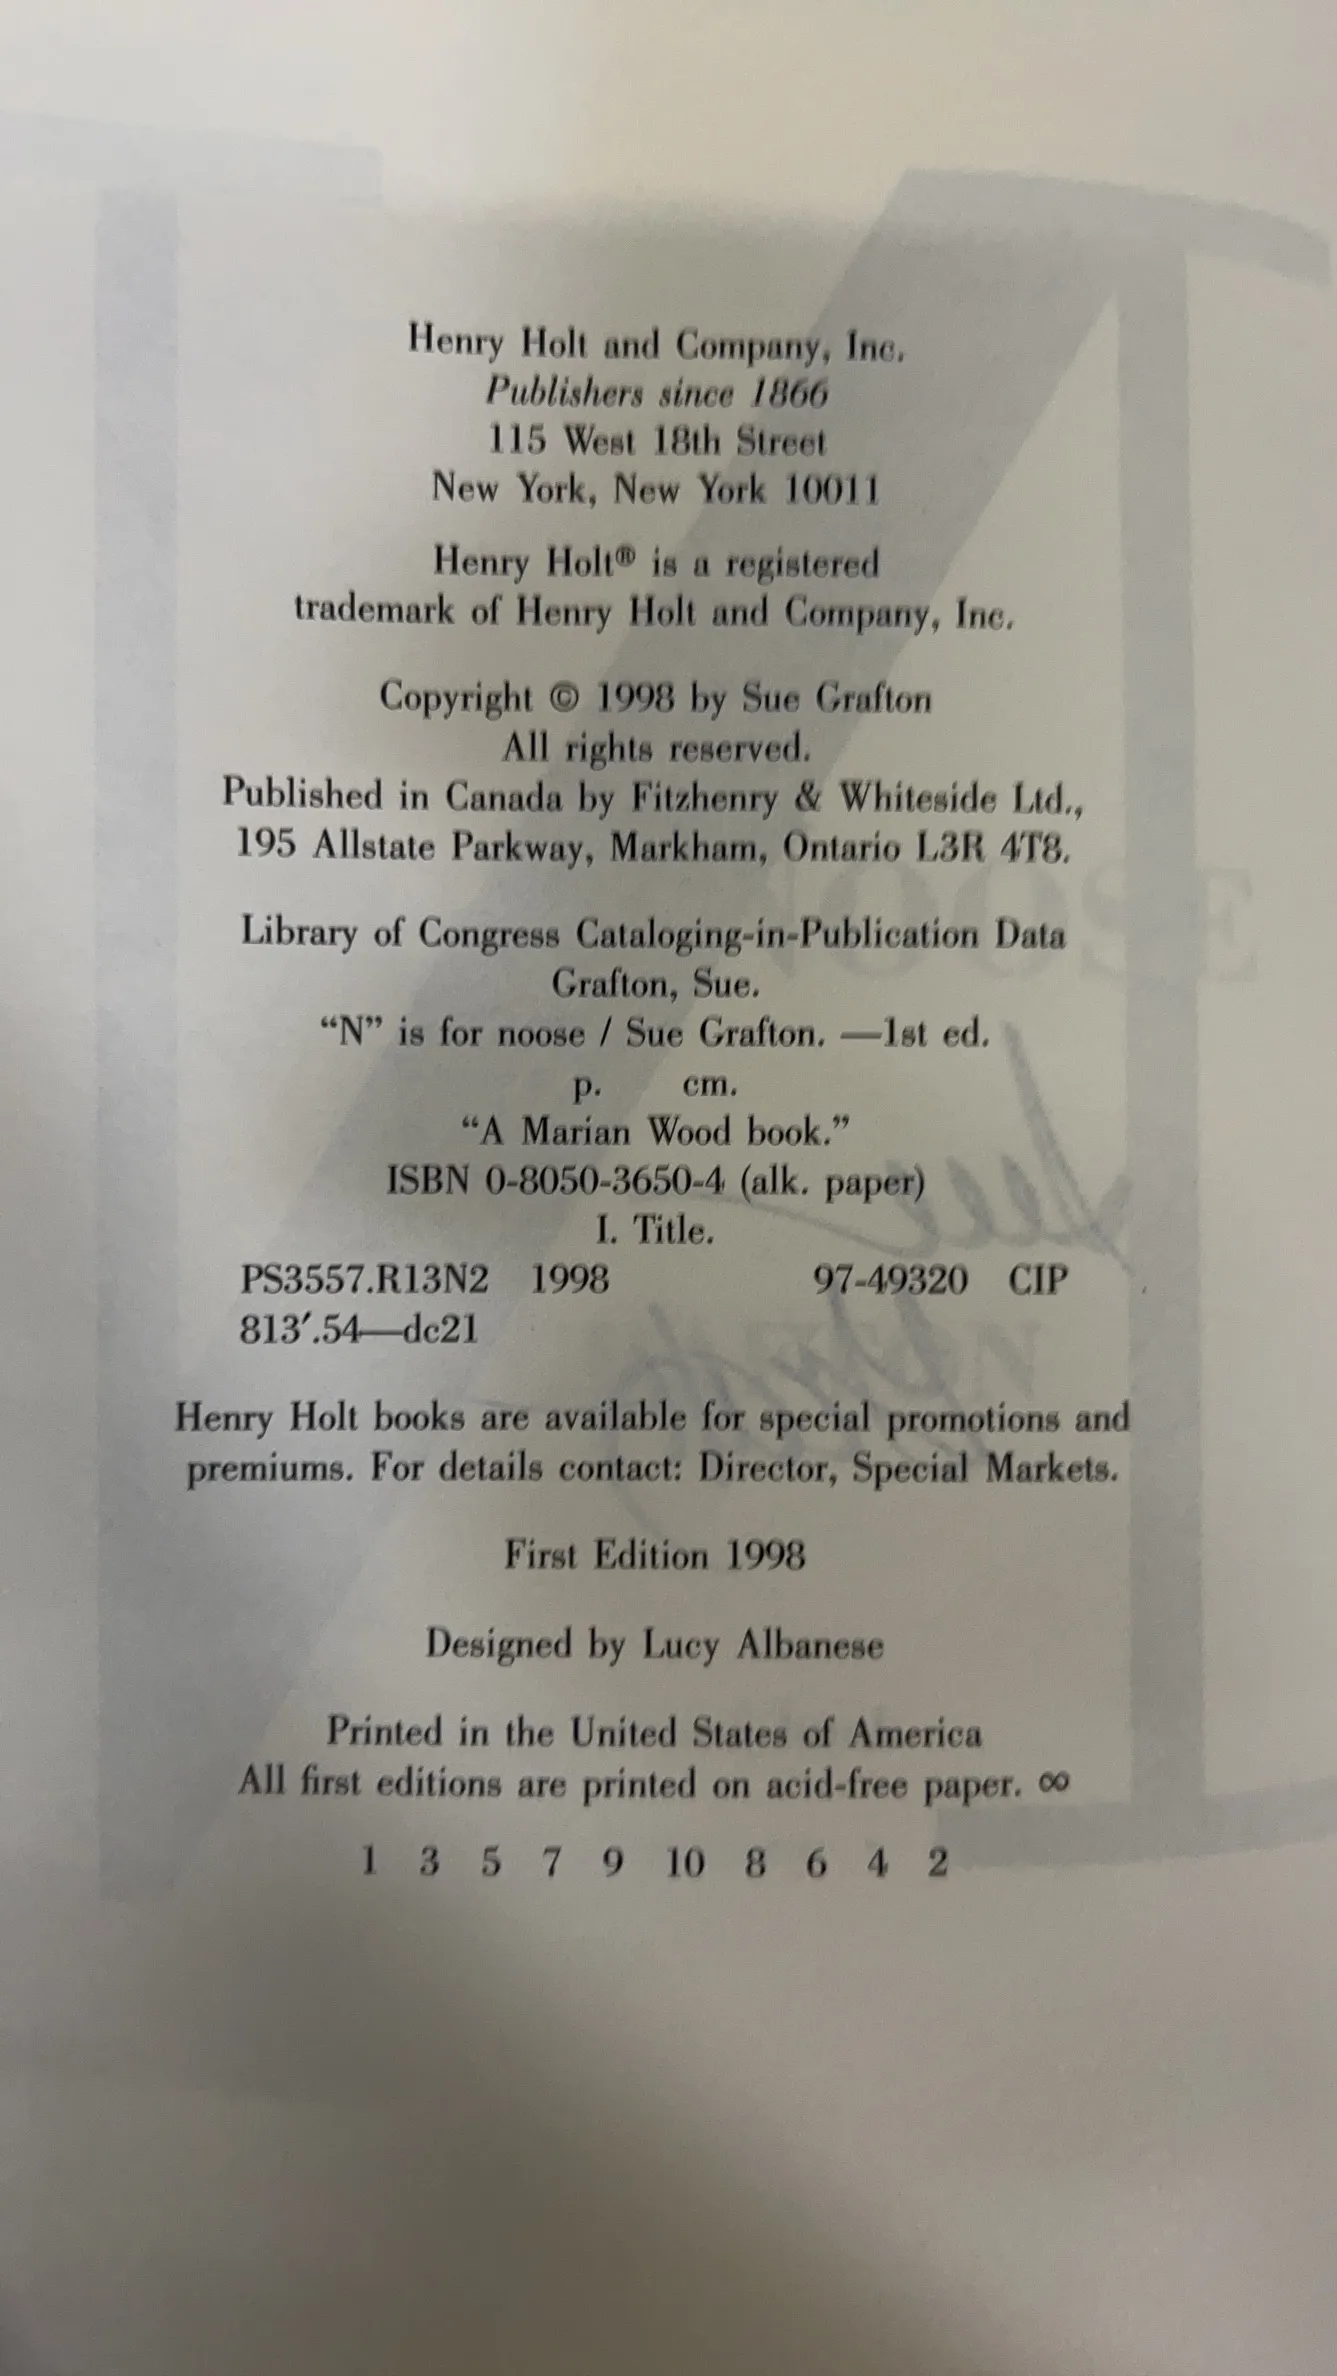 Henry Holt and Company, Inc.
Publishers since 1866
115 West 18th Street
New York, New York 10011
Henry Holt® is a registered
trademark of Henry Holt and Company, Inc.
Copyright © 1998 by Sue Grafton
All rights reserved.
Published in Canada by Fitzhenry & Whiteside Ltd.,
195 Allstate Parkway, Markham, Ontario L3R 4T8.
Library of Congress Cataloging-in-Publication Data
Grafton, Sue.
“N” is for noose / Sue Grafton. —1st ed.
p. cm.
“A Marian Wood book.”
ISBN 0-8050-3650-4 (alk. paper)
I. Title.
PS3557.R13N2 1998 97-49320 CIP
813′.54—dc21
Henry Holt books are available for special promotions and
premiums. For details contact: Director, Special Markets.
First Edition 1998
Designed by Lucy Albanese
Printed in the United States of America
All first editions are printed on acid-free paper. ∞
1 3 5 7 9 10 8 6 4 2